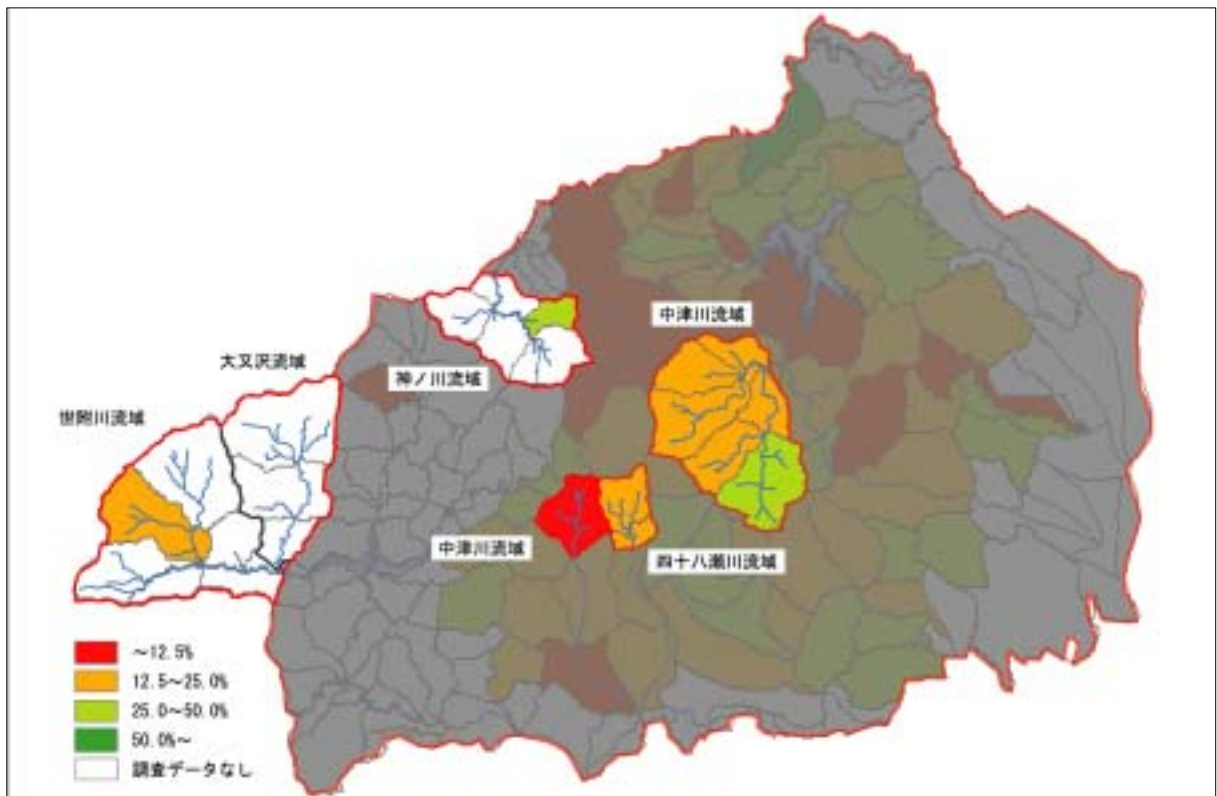 中津川流域
大又沢流域
神ノ川流域
世附川流域
中津川流域
四十八瀬川流域
～12.5%
12.5～25.0%
25.0～50.0%
50.0%～
調査データなし